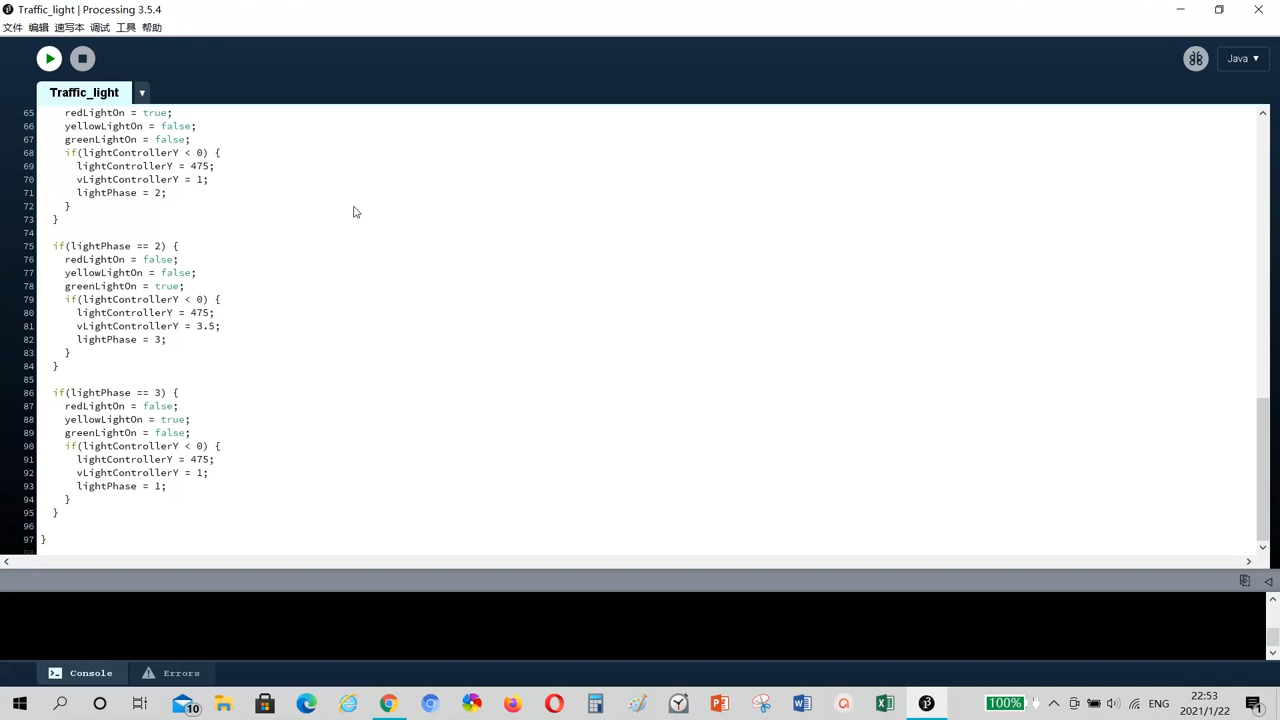 Traffic_light | Processing 3.5.4
文件 编辑 速写本 调试 工具 帮助
Java ▾
Traffic_light ▾
65 redLightOn = true;
66 yellowLightOn = false;
67 greenLightOn = false;
68 if(lightControllerY < 0) {
69 lightControllerY = 475;
70 vLightControllerY = 1;
71 lightPhase = 2;
72 }
73 }
74
75 if(lightPhase == 2) {
76 redLightOn = false;
77 yellowLightOn = false;
78 greenLightOn = true;
79 if(lightControllerY < 0) {
80 lightControllerY = 475;
81 vLightControllerY = 3.5;
82 lightPhase = 3;
83 }
84 }
85
86 if(lightPhase == 3) {
87 redLightOn = false;
88 yellowLightOn = true;
89 greenLightOn = false;
90 if(lightControllerY < 0) {
91 lightControllerY = 475;
92 vLightControllerY = 1;
93 lightPhase = 1;
94 }
95 }
96
97 }
98
Console Errors
10
100%
ENG
22:53
2021/1/22
1